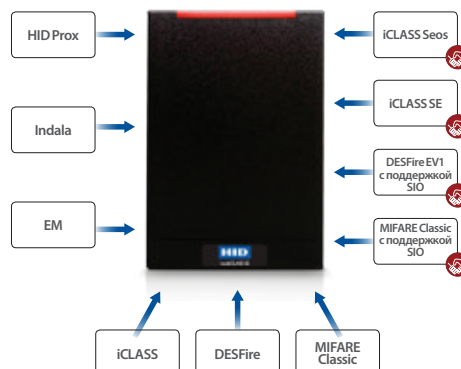 HID Prox
iCLASS Seos
iCLASS SE
Indala
DESFire EV1
с поддержкой
SIO
EM
MIFARE Classic
с поддержкой
SIO
HID
iCLASS
DESFire
MIFARE
Classic